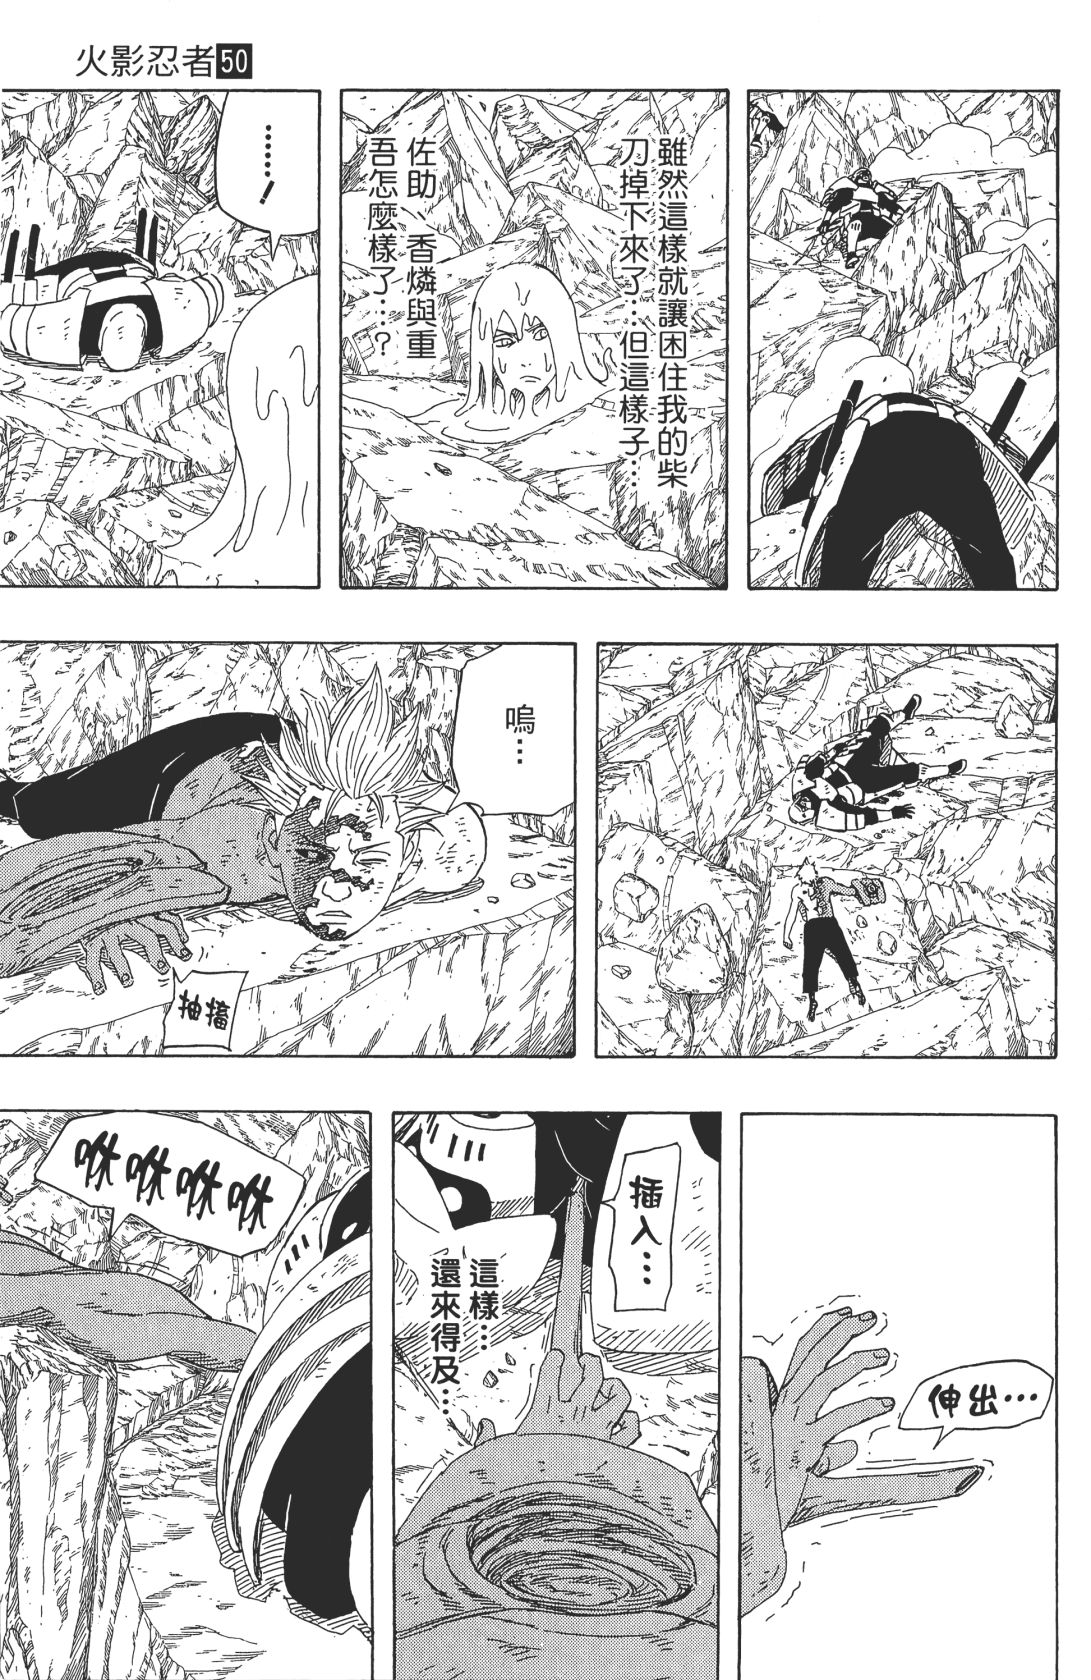 火影忍者50
雖然這樣就讓困住我的柴
刀掉下來了…但這樣子…
佐助、香燐與重
吾怎麼樣了…？
……！
嗚…
抽搐
伸出…
插入…
這樣…
還來得及…
咻咻咻咻